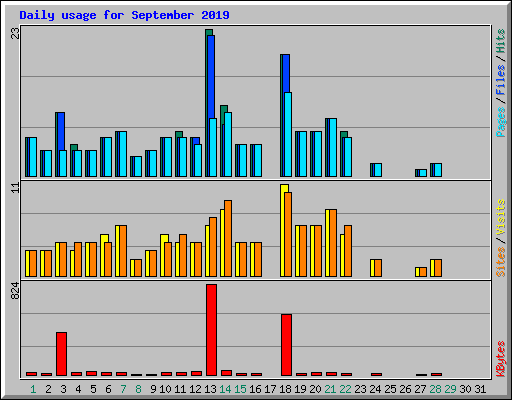 Daily usage for September 2019
23
Pages / Files / Hits
11
Sites / Visits
824
KBytes
1 2 3 4 5 6 7 8 9 10 11 12 13 14 15 16 17 18 19 20 21 22 23 24 25 26 27 28 29 30 31